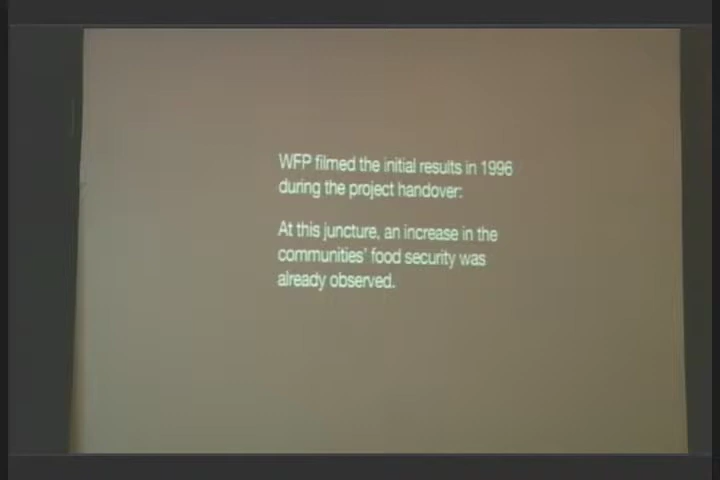 WFP filmed the initial results in 1996
during the project handover:
At this juncture, an increase in the
communities' food security was
already observed.